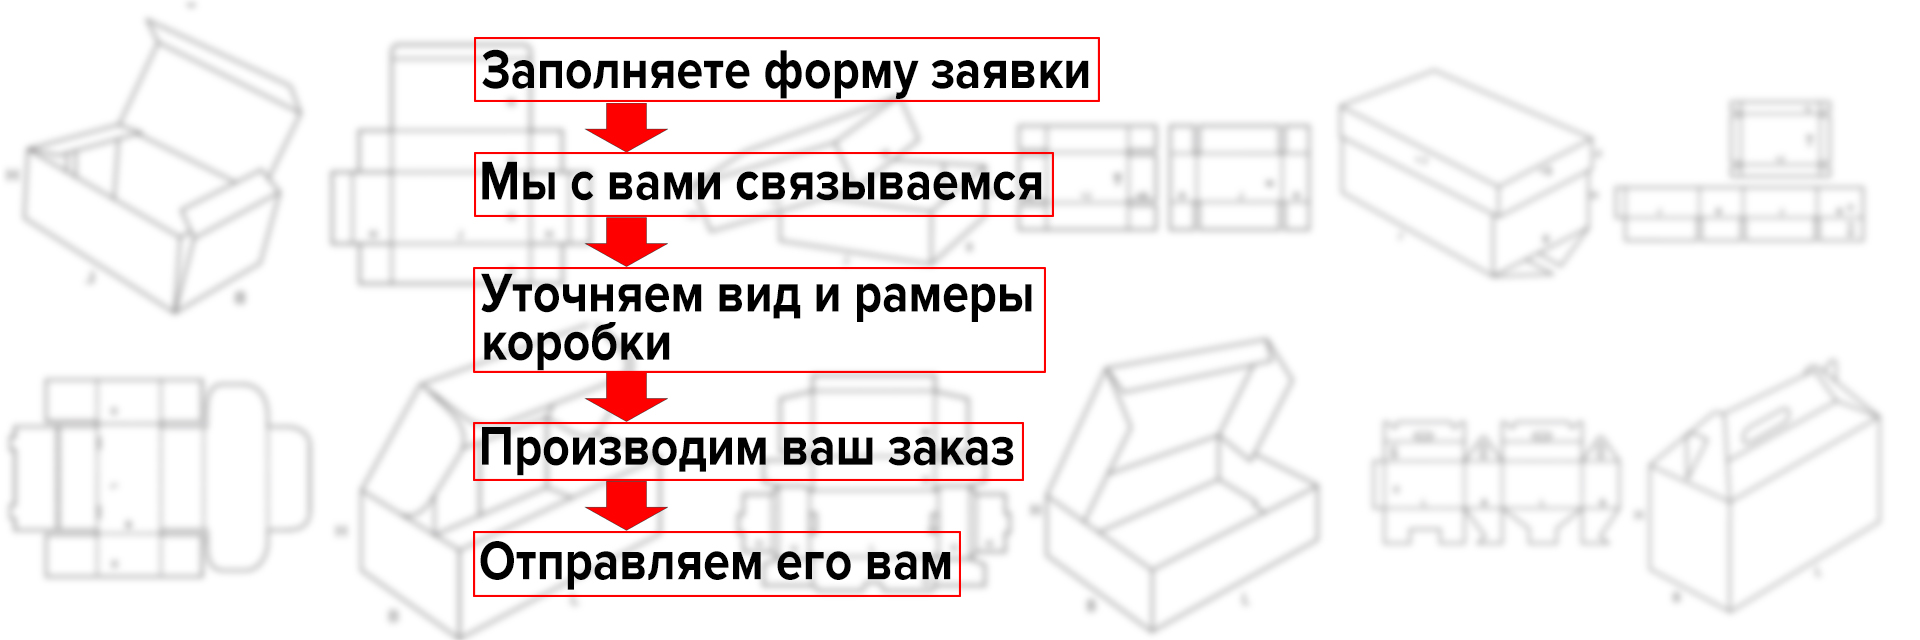 Заполняете форму заявки
Мы с вами связываемся
Уточняем вид и рамеры
коробки
Производим ваш заказ
Отправляем его вам